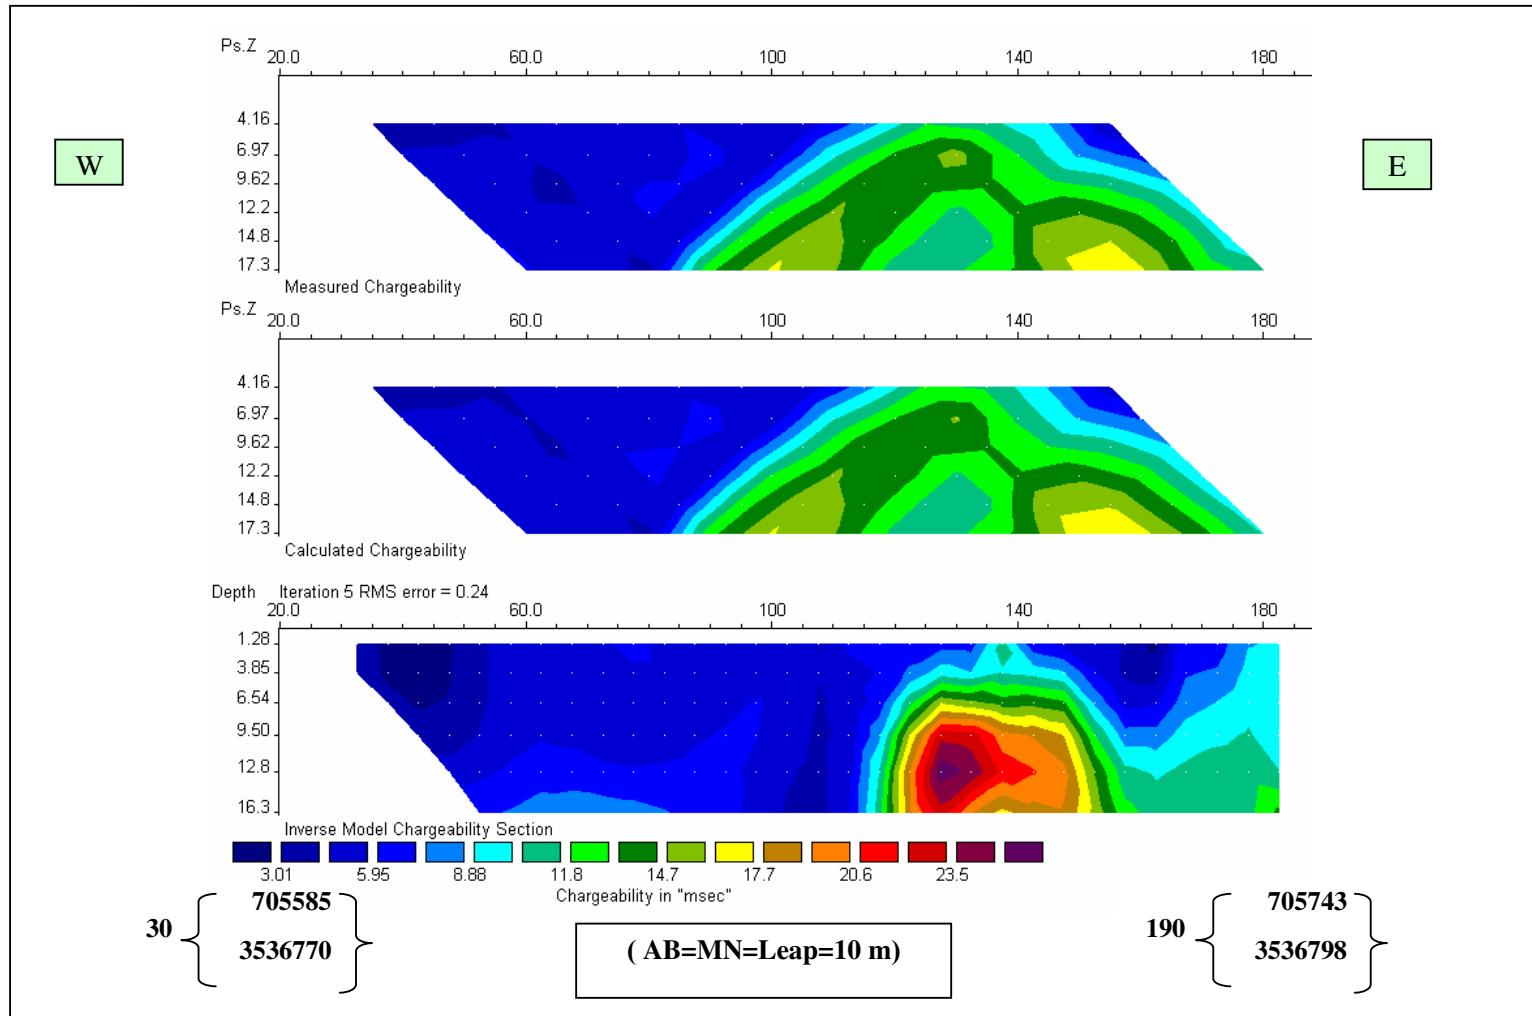 Ps.Z
20.0 60.0 100 140 180
4.16
6.97
9.62
12.2
14.8
17.3
W
E
Measured Chargeability
Ps.Z
20.0 60.0 100 140 180
4.16
6.97
9.62
12.2
14.8
17.3
Calculated Chargeability
Depth Iteration 5 RMS error = 0.24
20.0 60.0 100 140 180
1.28
3.85
6.54
9.50
12.8
16.3
Inverse Model Chargeability Section
3.01 5.95 8.88 11.8 14.7 17.7 20.6 23.5
Chargeability in "msec"
30 { 705585
3536770 }
( AB=MN=Leap=10 m)
190 { 705743
3536798 }